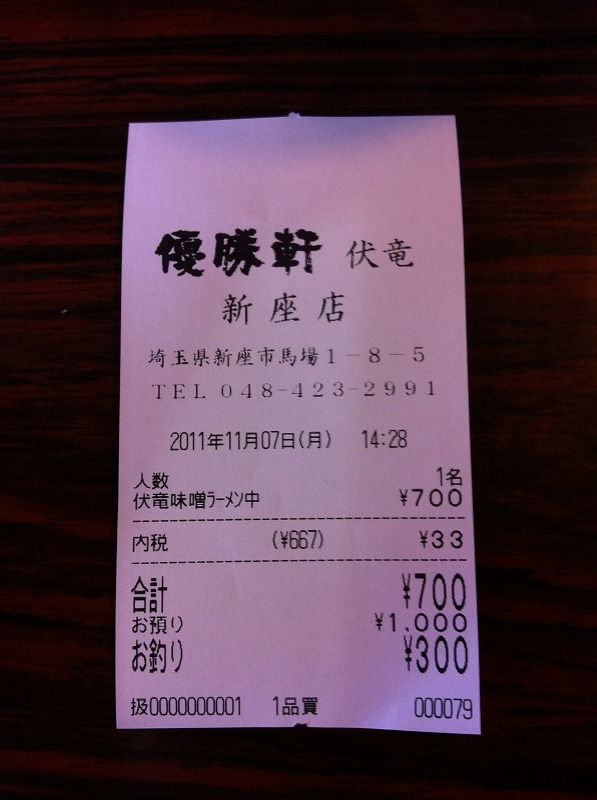 優勝軒 伏竜
新座店
埼玉県新座市馬場1-8-5
TEL 048-423-2991
2011年11月07日(月) 14:28
人数 1名
伏竜味噌ラーメン中 ¥700
内税 (¥667) ¥33
合計 ¥700
お預り ¥1,000
お釣り ¥300
扱0000000001 1品買 000079